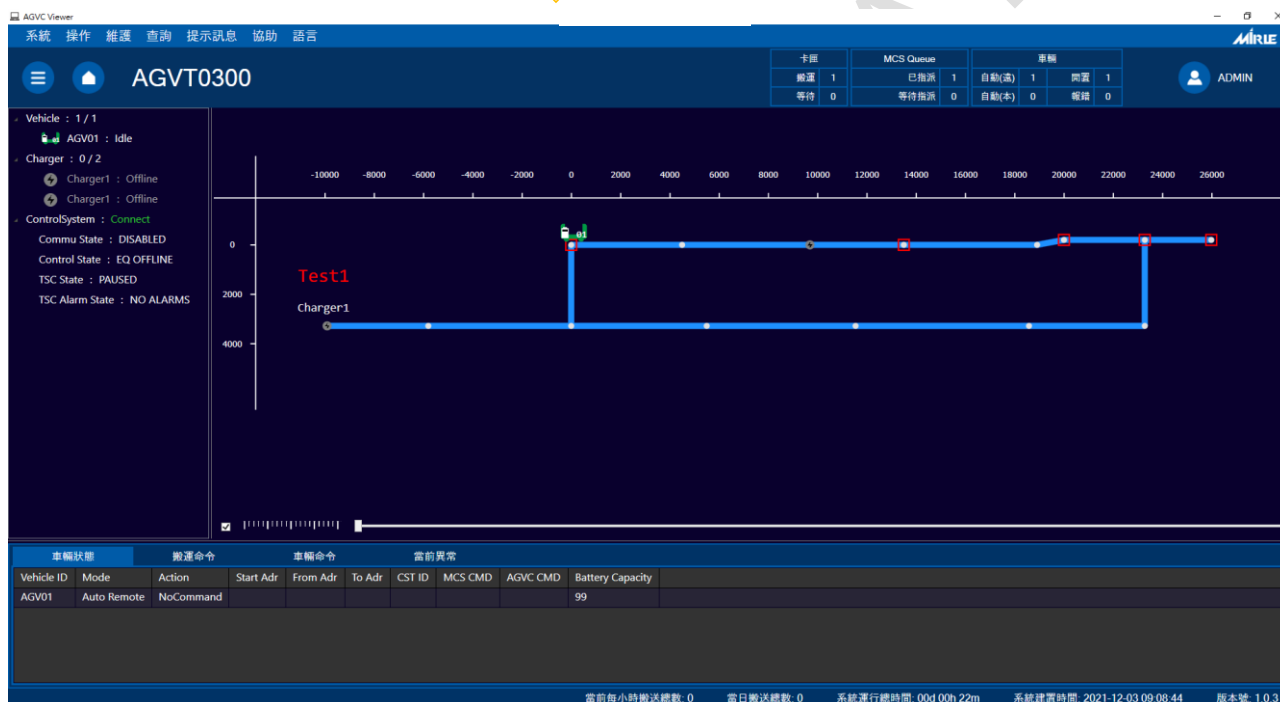 AGVC Viewer
系統 操作 維護 查詢 提示訊息 協助 語言
MiRLE
AGVT0300
卡匣 MCS Queue 車輛
搬運 1 已指派 1 自動(遠) 1 閒置 1
等待 0 等待指派 0 自動(本) 0 報錯 0
ADMIN
Vehicle : 1 / 1
AGV01 : Idle
Charger : 0 / 2
Charger1 : Offline
Charger1 : Offline
ControlSystem : Connect
Commu State : DISABLED
Control State : EQ OFFLINE
TSC State : PAUSED
TSC Alarm State : NO ALARMS
-10000 -8000 -6000 -4000 -2000 0 2000 4000 6000 8000 10000 12000 14000 16000 18000 20000 22000 24000 26000
01
0
Test1
2000
Charger1
4000
車輛狀態 搬運命令 車輛命令 當前異常
Vehicle ID Mode Action Start Adr From Adr To Adr CST ID MCS CMD AGVC CMD Battery Capacity
AGV01 Auto Remote NoCommand 99
當前每小時搬送總數: 0 當日搬送總數: 0 系統運行總時間: 00d 00h 22m 系統建置時間: 2021-12-03 09:08:44 版本號: 1.0.3